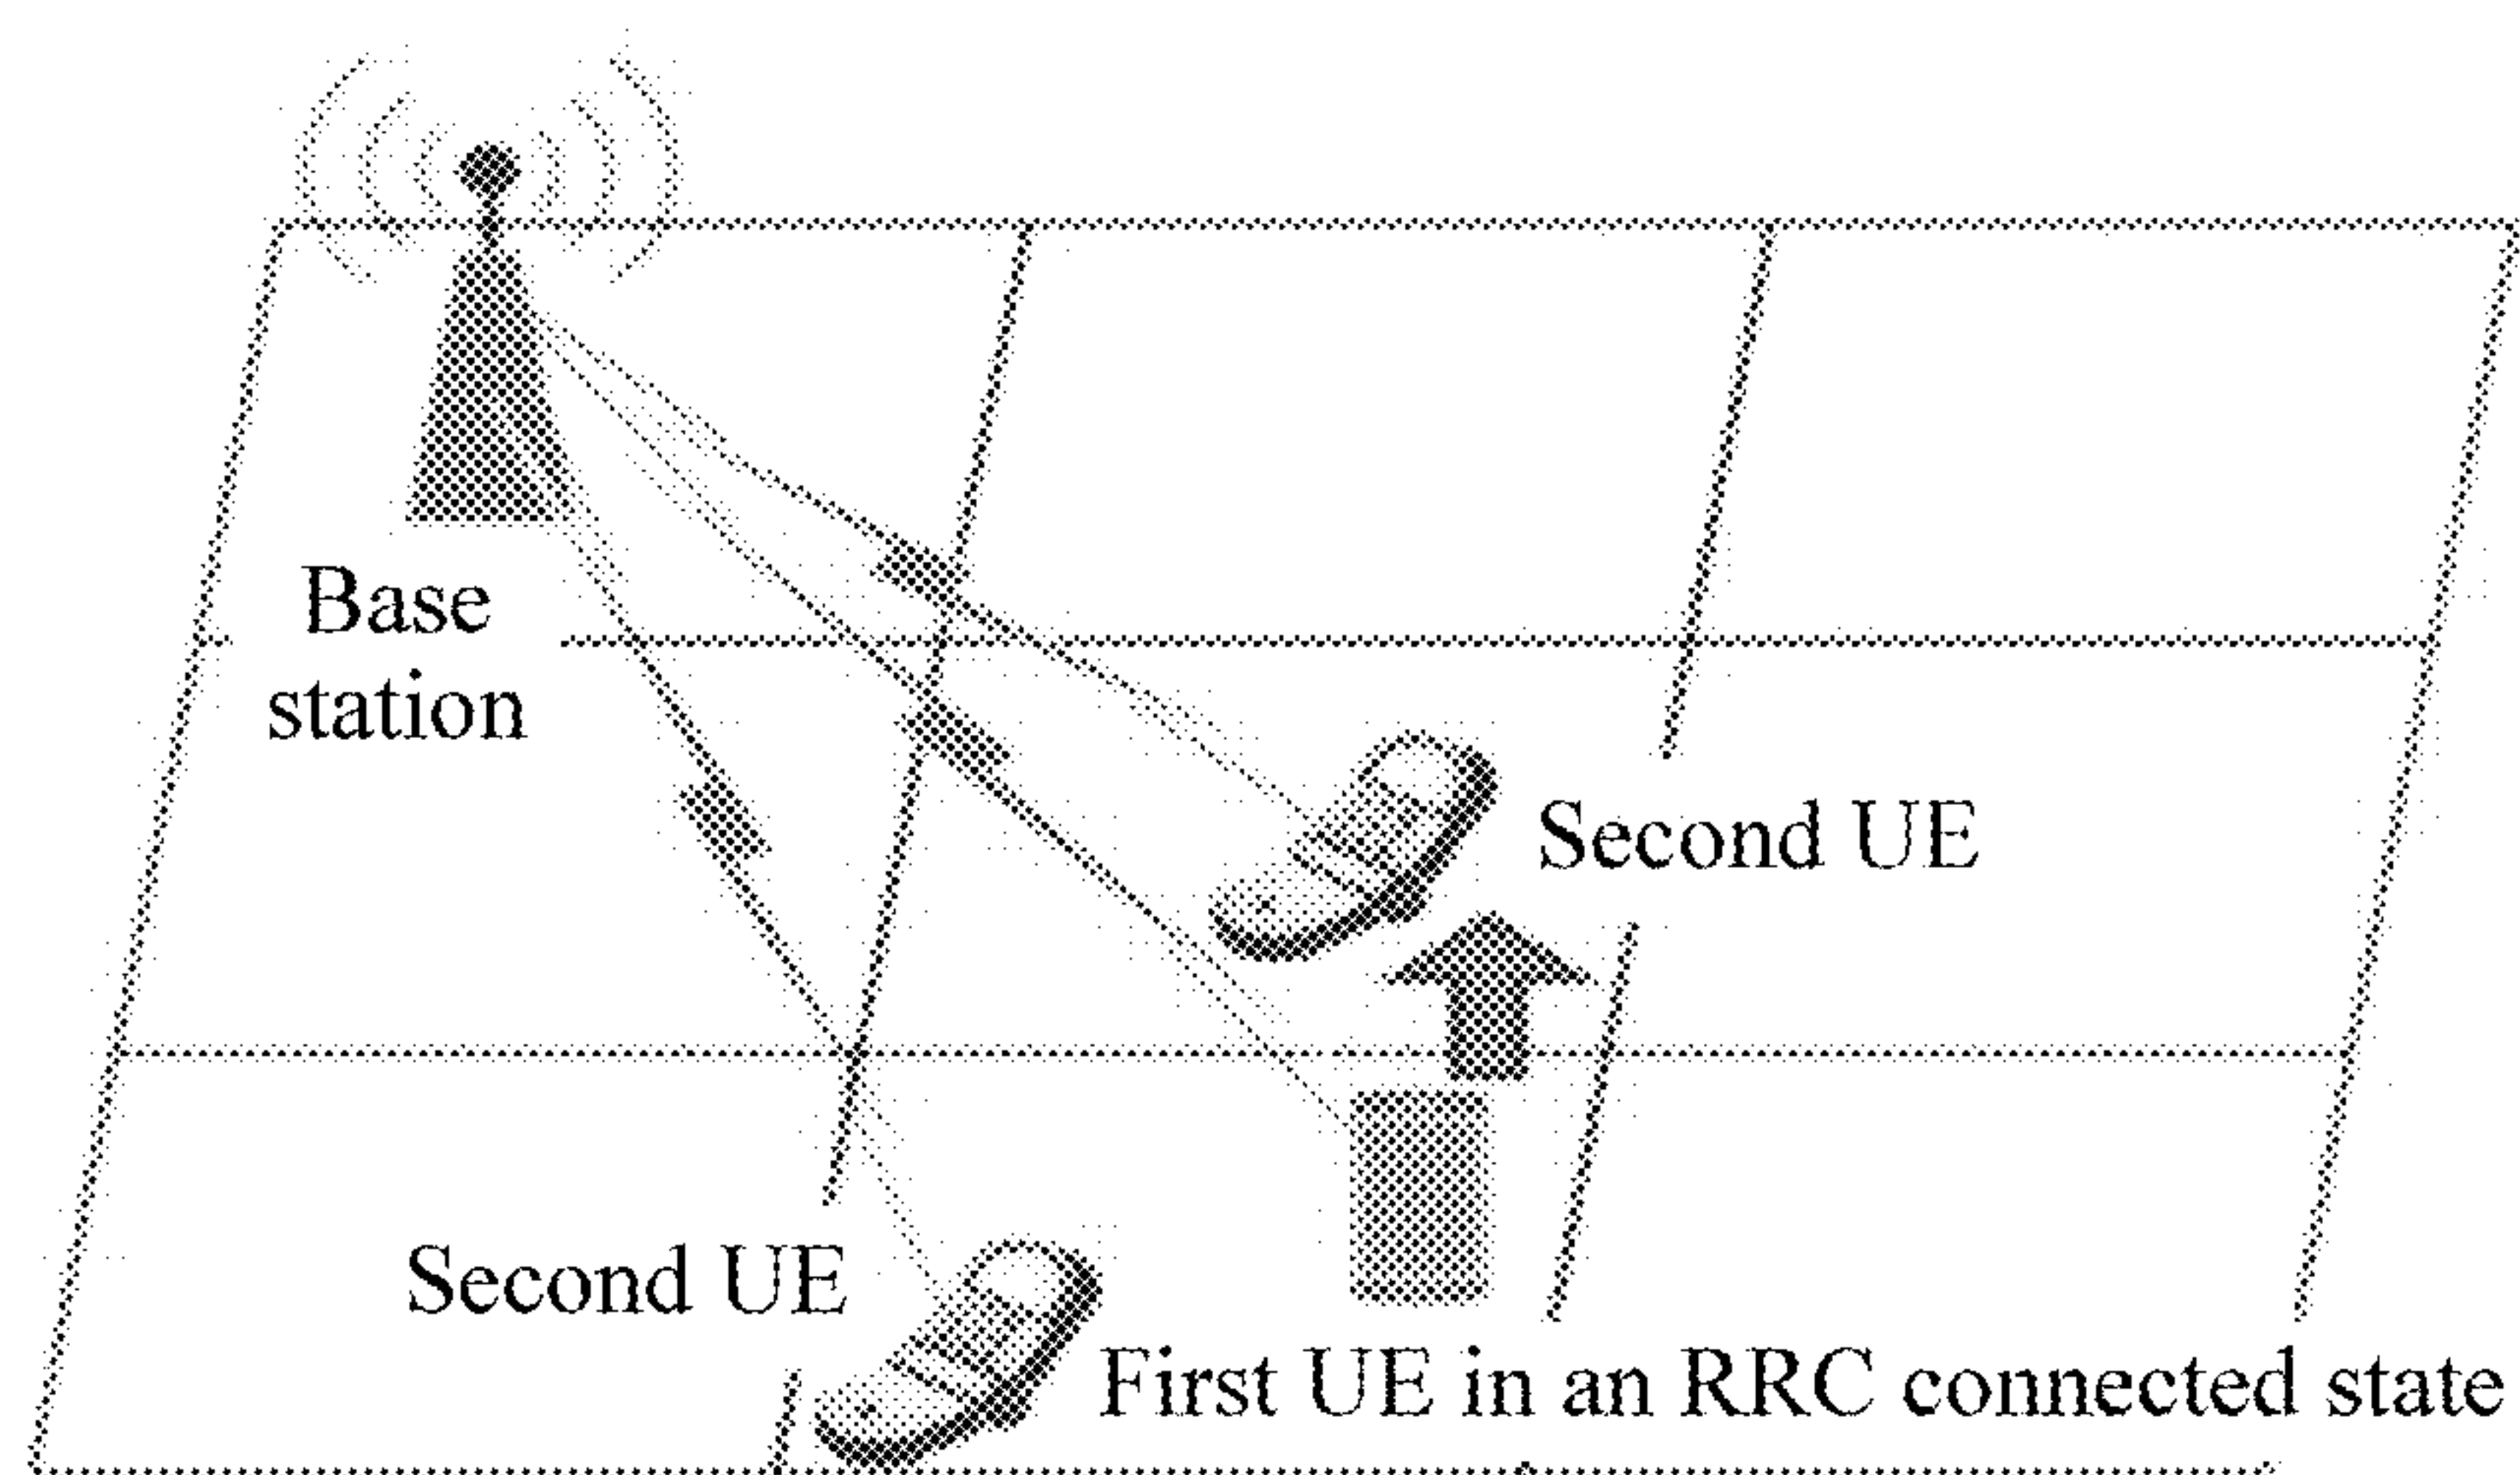 Base
station
Second UE
Second UE
First UE in an RRC connected state